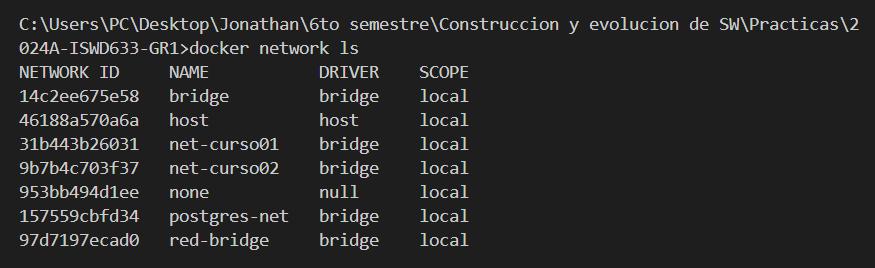 C:\Users\PC\Desktop\Jonathan\6to semestre\Construccion y evolucion de SW\Practicas\2
024A-ISWD633-GR1>docker network ls
NETWORK ID     NAME           DRIVER    SCOPE
14c2ee675e58   bridge         bridge    local
46188a570a6a   host           host      local
31b443b26031   net-curso01    bridge    local
9b7b4c703f37   net-curso02    bridge    local
953bb494d1ee   none           null      local
157559cbfd34   postgres-net   bridge    local
97d7197ecad0   red-bridge     bridge    local